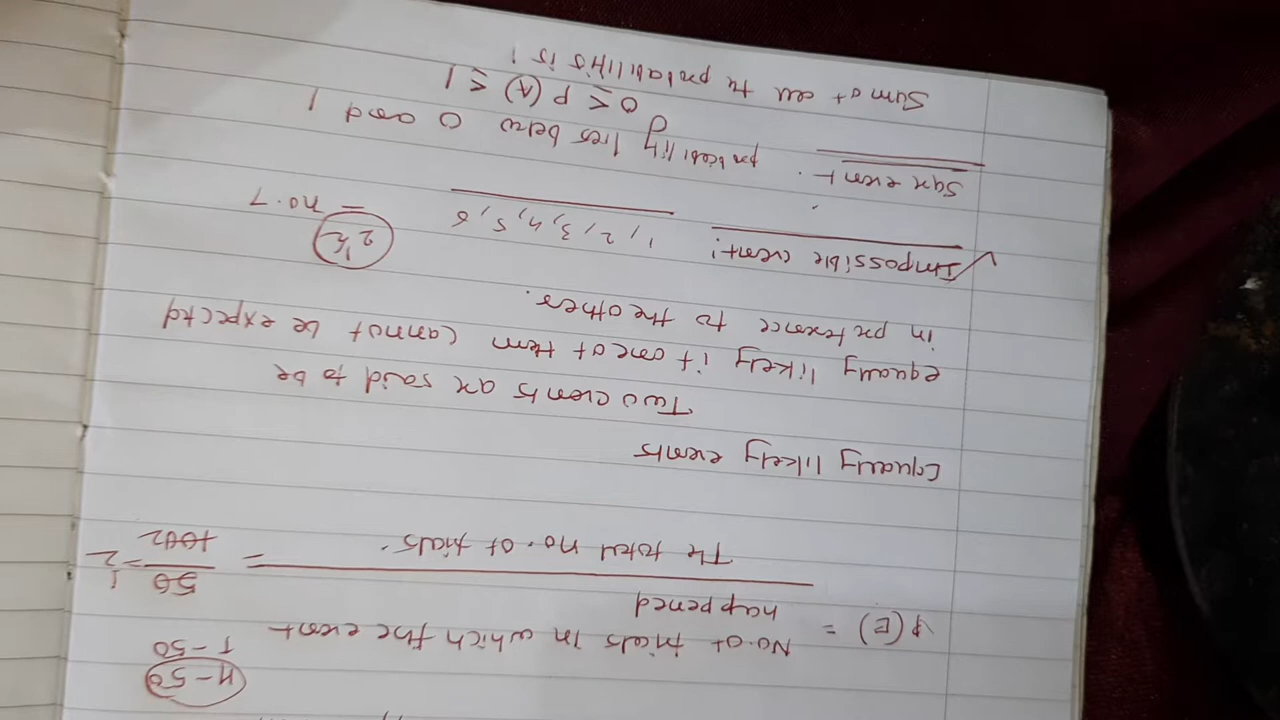 H-50
T-50
No. of trials in which the event
happened
P(E) = = 50/100 2 = 1/2
The total no. of trials.
Equally likely events
Two events are said to be
equally likely if one of them cannot be expected
in preference to the other.
Impossible event: 1, 2, 3, 4, 5, 6 = no. 7
Sure event. probability lies betw 0 and 1
0 ≤ P(A) ≤ 1
Sum of all the probabilities is 1